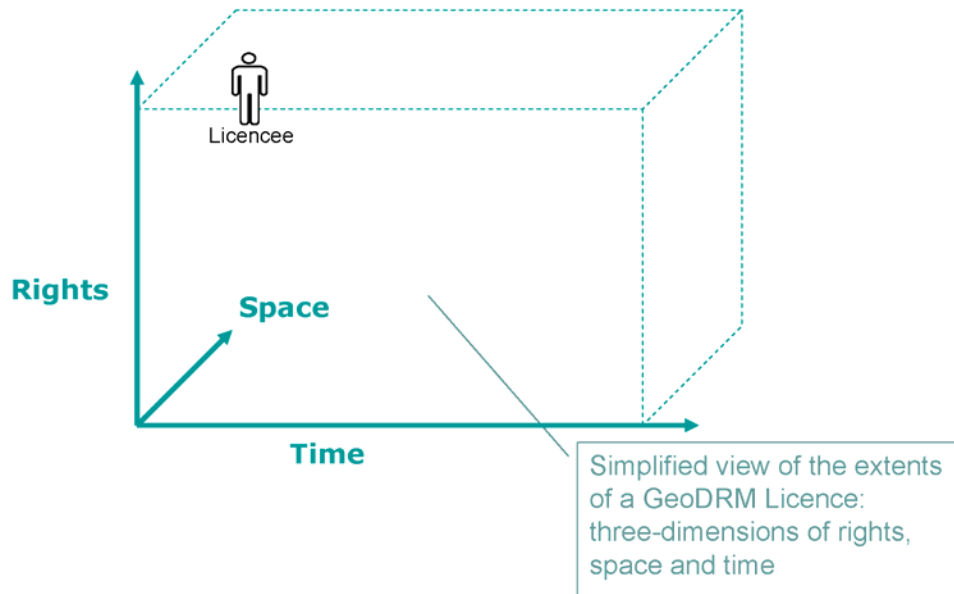 Licencee
Rights
Space
Time
Simplified view of the extents
of a GeoDRM Licence:
three-dimensions of rights,
space and time